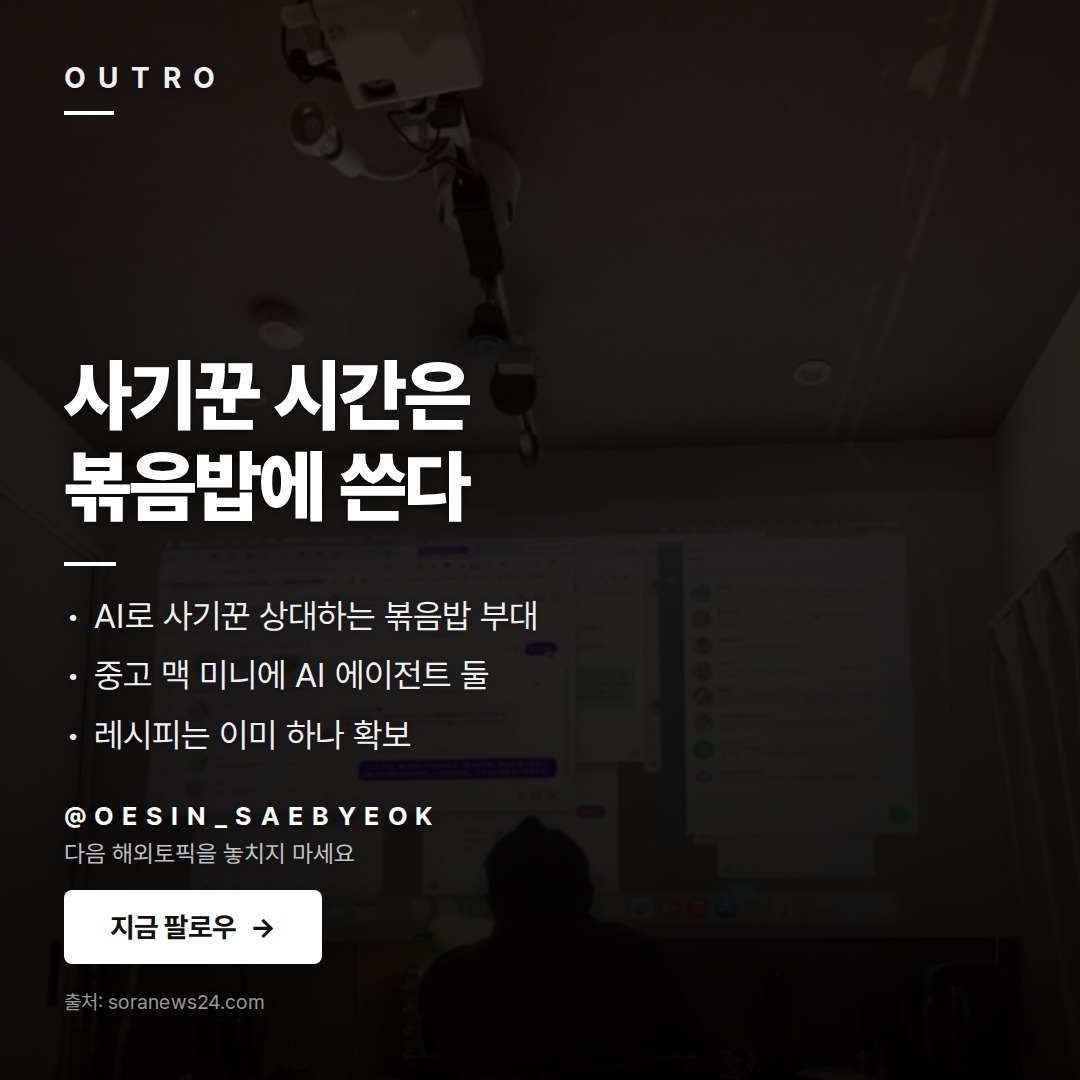 OUTRO
사기꾼 시간은
볶음밥에 쓴다
• AI로 사기꾼 상대하는 볶음밥 부대
• 중고 맥 미니에 AI 에이전트 둘
• 레시피는 이미 하나 확보
@OESIN_SAEBYEOK
다음 해외토픽을 놓치지 마세요
지금 팔로우 →
출처: soranews24.com